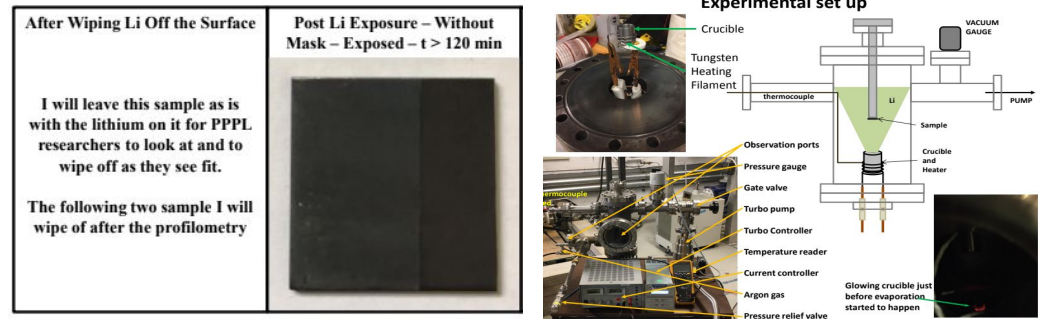 After Wiping Li Off the Surface
I will leave this sample as is
with the lithium on it for PPPL
researchers to look at and to
wipe off as they see fit.
The following two sample I will
wipe of after the profilometry
Post Li Exposure – Without
Mask – Exposed – t > 120 min
Experimental set up
Crucible
Tungsten
Heating
Filament
VACUUM
GAUGE
thermocouple
Li
PUMP
Sample
Crucible
and
Heater
Observation ports
Pressure gauge
Gate valve
Turbo pump
Turbo Controller
Temperature reader
Current controller
Argon gas
Pressure relief valve
Glowing crucible just
before evaporation
started to happen